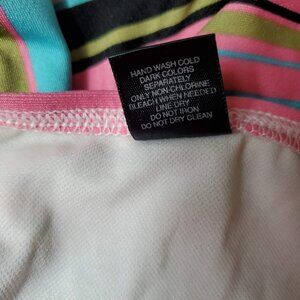 HAND WASH COLD
DARK COLORS
SEPARATELY
ONLY NON-CHLORINE
BLEACH WHEN NEEDED
LINE DRY
DO NOT IRON
DO NOT DRY CLEAN